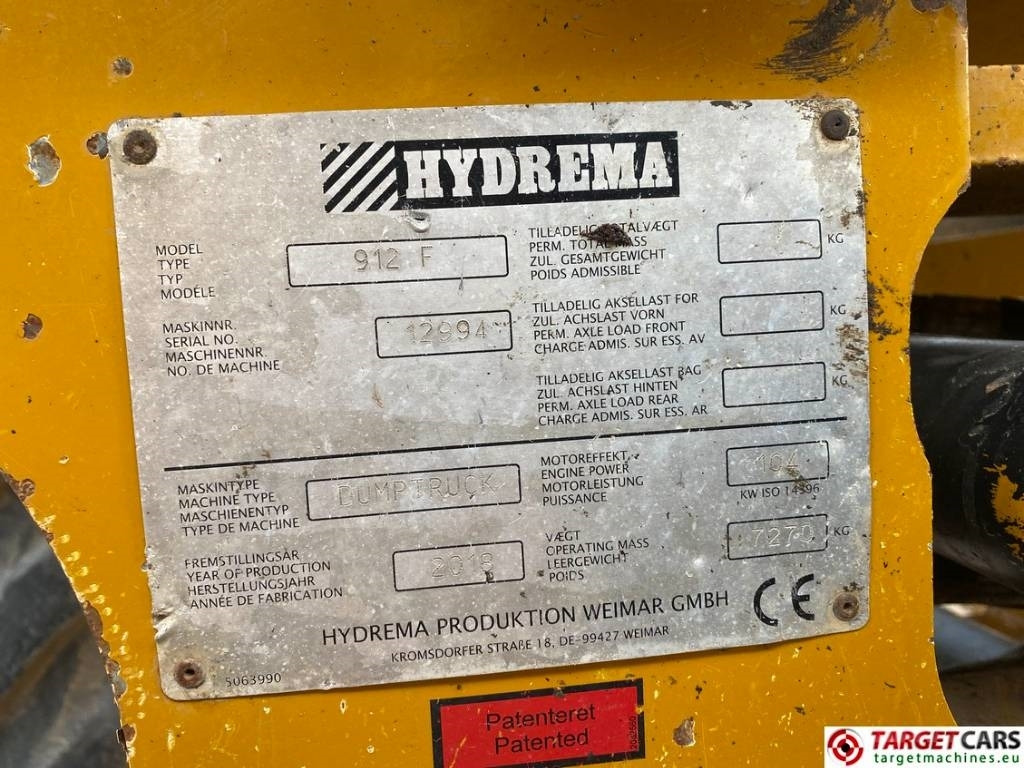 HYDREMA
MODEL
TYPE
TYP
MODÉLE
912 F
MASKINNR.
SERIAL NO.
MASCHINENNR.
NO. DE MACHINE
12994
TILLADELIG TOTALVÆGT
PERM. TOTAL MASS
ZUL. GESAMTGEWICHT
POIDS ADMISSIBLE
KG
TILLADELIG AKSELLAST FOR
ZUL. ACHSLAST VORN
PERM. AXLE LOAD FRONT
CHARGE ADMIS. SUR ESS. AV
KG
TILLADELIG AKSELLAST BAG
ZUL. ACHSLAST HINTEN
PERM. AXLE LOAD REAR
CHARGE ADMIS. SUR ESS. AR
KG
MASKINTYPE
MACHINE TYPE
MASCHIENENTYP
TYPE DE MACHINE
DUMPTRUCK
FREMSTILLINGSÅR
YEAR OF PRODUCTION
HERSTELLUNGSJAHR
ANNÉE DE FABRICATION
2018
MOTOREFFEKT
ENGINE POWER
MOTORLEISTUNG
PUISSANCE
104
KW ISO 14396
VÆGT
OPERATING MASS
LEERGEWICHT
POIDS
7270
KG
HYDREMA PRODUKTION WEIMAR GMBH
KROMSDORFER STRAßE 18, DE-99427 WEIMAR
CE
5063990
Patenteret
Patented
TARGETCARS
targetmachines.eu